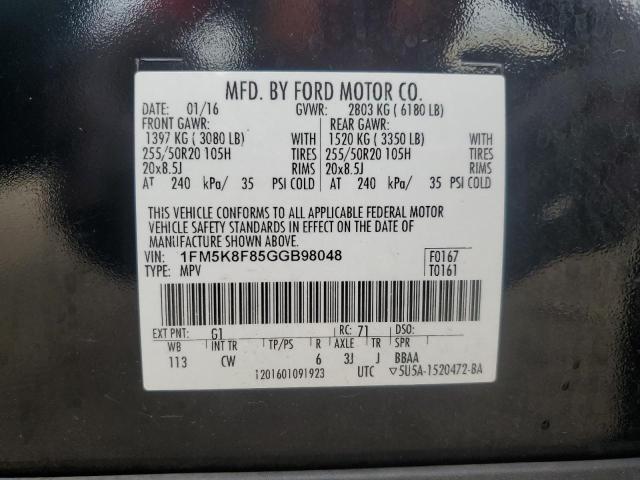 MFD. BY FORD MOTOR CO.
DATE: 01/16 GVWR: 2803 KG ( 6180 LB)
FRONT GAWR: REAR GAWR:
1397 KG ( 3080 LB) WITH 1520 KG ( 3350 LB) WITH
255/50R20 105H TIRES 255/50R20 105H TIRES
20x8.5J RIMS 20x8.5J RIMS
AT 240 kPa/ 35 PSI COLD AT 240 kPa/ 35 PSI COLD
THIS VEHICLE CONFORMS TO ALL APPLICABLE FEDERAL MOTOR
VEHICLE SAFETY STANDARDS IN EFFECT ON THE DATE OF
MANUFACTURE SHOWN ABOVE.
VIN: 1FM5K8F85GGB98048 F0167
TYPE: MPV T0161
EXT PNT: G1 RC: 71 DSO:
WB INT TR TP/PS R AXLE TR SPR
113 CW 6 3J J BBAA
1201601091923 UTC ▽5U5A-1520472-BA